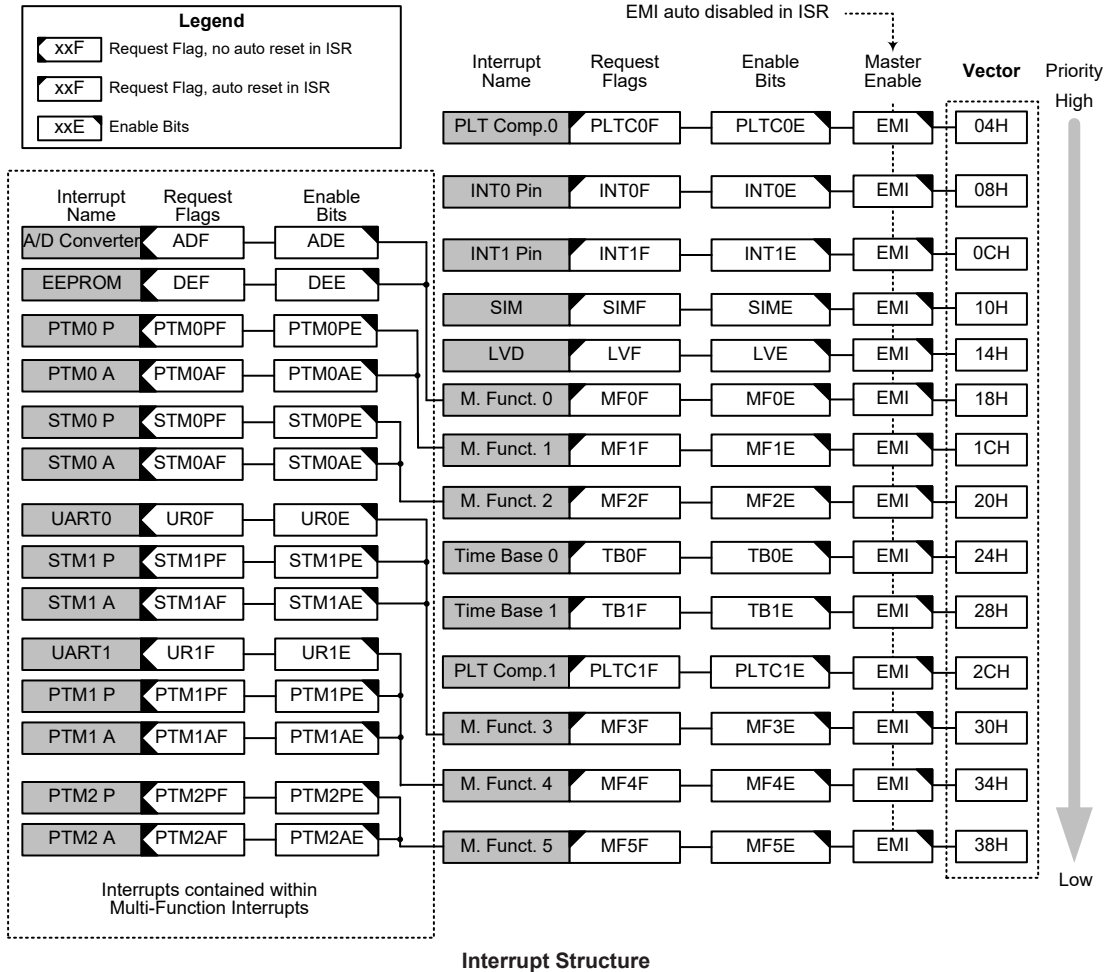 Legend
xxF Request Flag, no auto reset in ISR
xxF Request Flag, auto reset in ISR
xxE Enable Bits
EMI auto disabled in ISR
Interrupt Name Request Flags Enable Bits Master Enable Vector Priority
High
PLT Comp.0 PLTC0F PLTC0E EMI 04H
INT0 Pin INT0F INT0E EMI 08H
INT1 Pin INT1F INT1E EMI 0CH
SIM SIMF SIME EMI 10H
LVD LVF LVE EMI 14H
M. Funct. 0 MF0F MF0E EMI 18H
M. Funct. 1 MF1F MF1E EMI 1CH
M. Funct. 2 MF2F MF2E EMI 20H
Time Base 0 TB0F TB0E EMI 24H
Time Base 1 TB1F TB1E EMI 28H
PLT Comp.1 PLTC1F PLTC1E EMI 2CH
M. Funct. 3 MF3F MF3E EMI 30H
M. Funct. 4 MF4F MF4E EMI 34H
M. Funct. 5 MF5F MF5E EMI 38H
Low
Interrupt Name Request Flags Enable Bits
A/D Converter ADF ADE
EEPROM DEF DEE
PTM0 P PTM0PF PTM0PE
PTM0 A PTM0AF PTM0AE
STM0 P STM0PF STM0PE
STM0 A STM0AF STM0AE
UART0 UR0F UR0E
STM1 P STM1PF STM1PE
STM1 A STM1AF STM1AE
UART1 UR1F UR1E
PTM1 P PTM1PF PTM1PE
PTM1 A PTM1AF PTM1AE
PTM2 P PTM2PF PTM2PE
PTM2 A PTM2AF PTM2AE
Interrupts contained within
Multi-Function Interrupts
Interrupt Structure